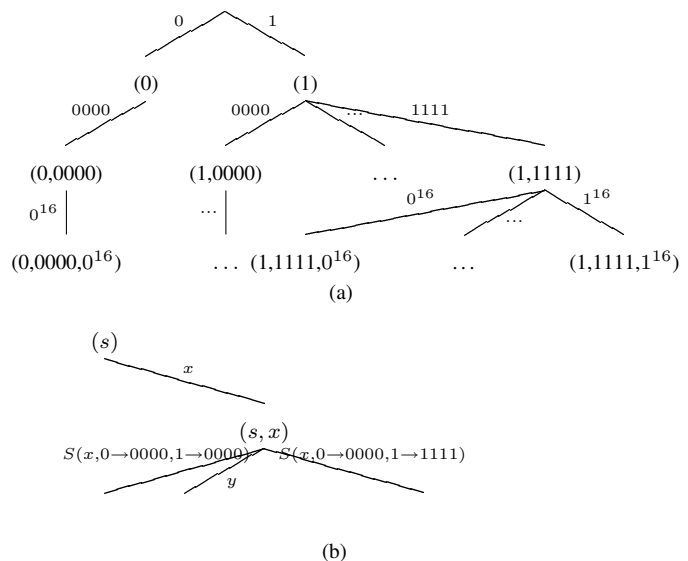 0 1
(0) (1)
0000 0000 ... 1111
(0,0000) (1,0000) ... (1,1111)
0^16 ... 0^16 ... 1^16
(0,0000,0^16) ... (1,1111,0^16) ... (1,1111,1^16)
(a)
(s)
x
(s, x)
S(x,0→0000,1→0000) S(x,0→0000,1→1111)
y
(b)